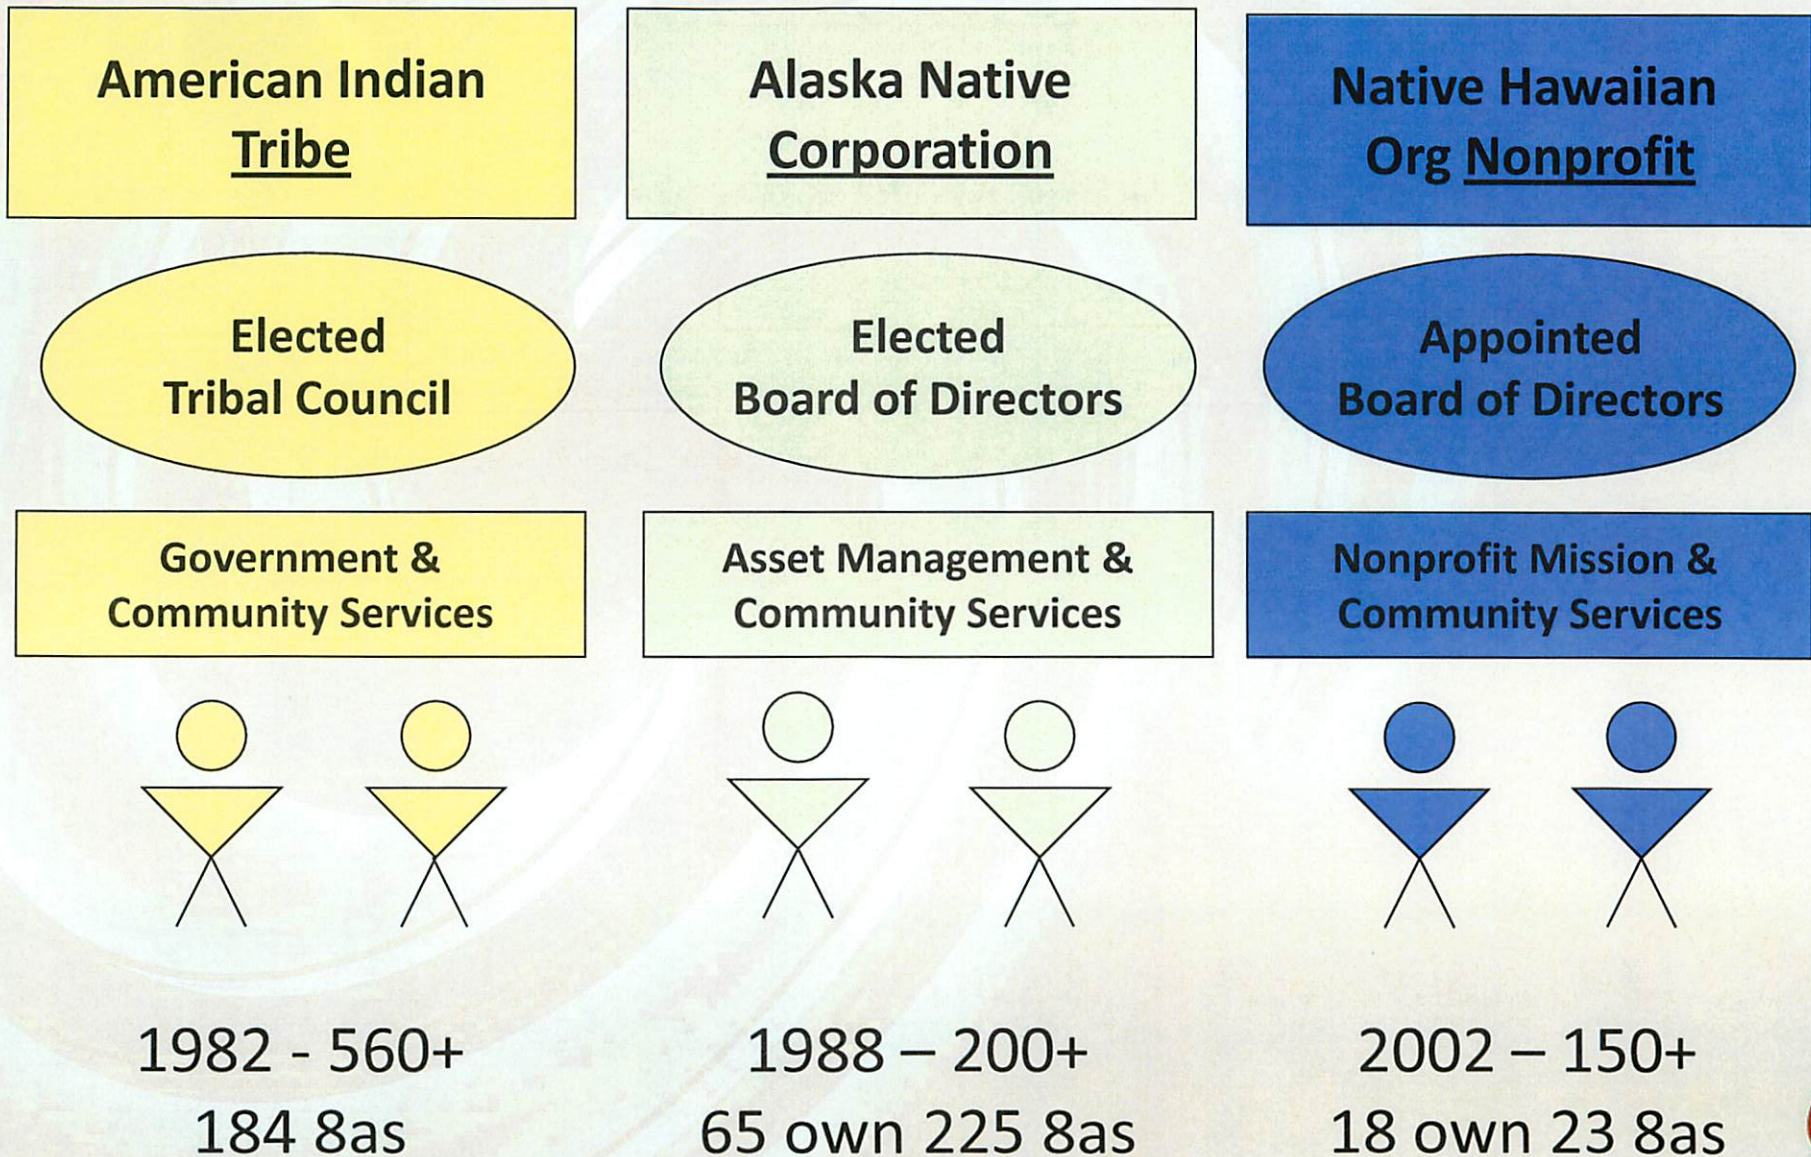 American Indian
Tribe
Elected
Tribal Council
Government &
Community Services
1982 - 560+
184 8as
Alaska Native
Corporation
Elected
Board of Directors
Asset Management &
Community Services
1988 – 200+
65 own 225 8as
Native Hawaiian
Org Nonprofit
Appointed
Board of Directors
Nonprofit Mission &
Community Services
2002 – 150+
18 own 23 8as